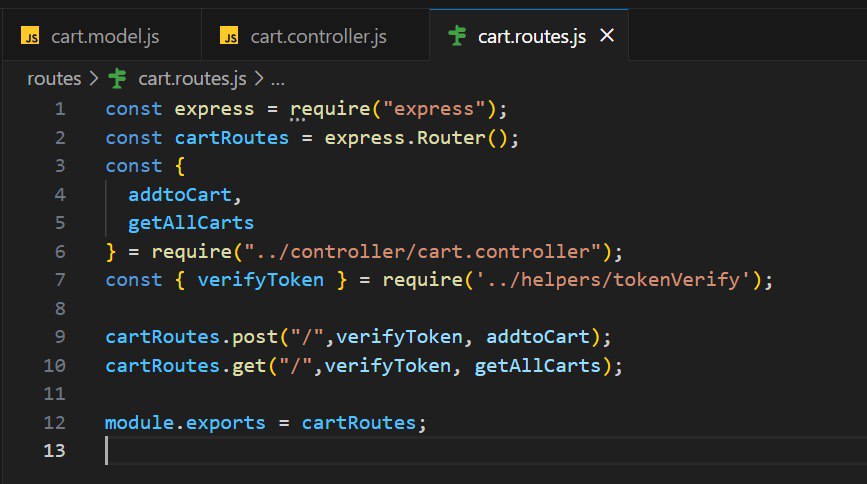 JS cart.model.js JS cart.controller.js cart.routes.js ×
routes > cart.routes.js > ...
1 const express = require("express");
2 const cartRoutes = express.Router();
3 const {
4 addtoCart,
5 getAllCarts
6 } = require("../controller/cart.controller");
7 const { verifyToken } = require('../helpers/tokenVerify');
8
9 cartRoutes.post("/",verifyToken, addtoCart);
10 cartRoutes.get("/",verifyToken, getAllCarts);
11
12 module.exports = cartRoutes;
13